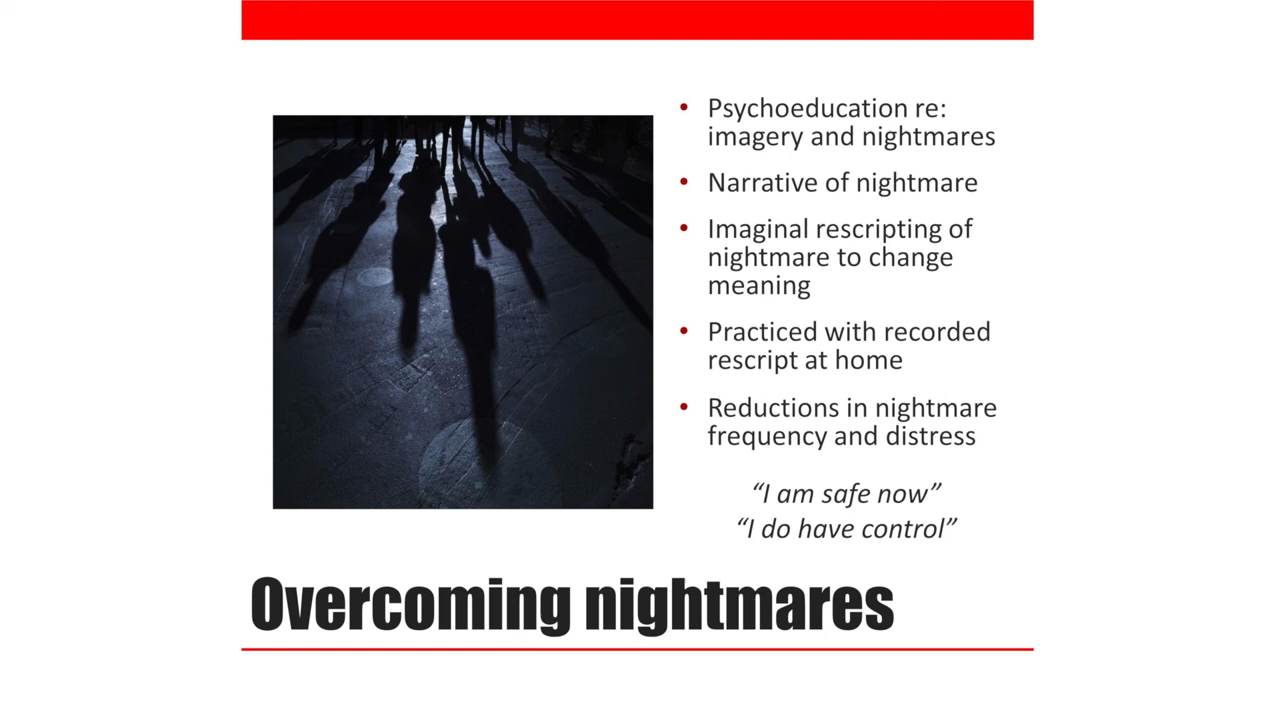 • Psychoeducation re:
imagery and nightmares
• Narrative of nightmare
• Imaginal rescripting of
nightmare to change
meaning
• Practiced with recorded
rescript at home
• Reductions in nightmare
frequency and distress
“I am safe now”
“I do have control”
Overcoming nightmares